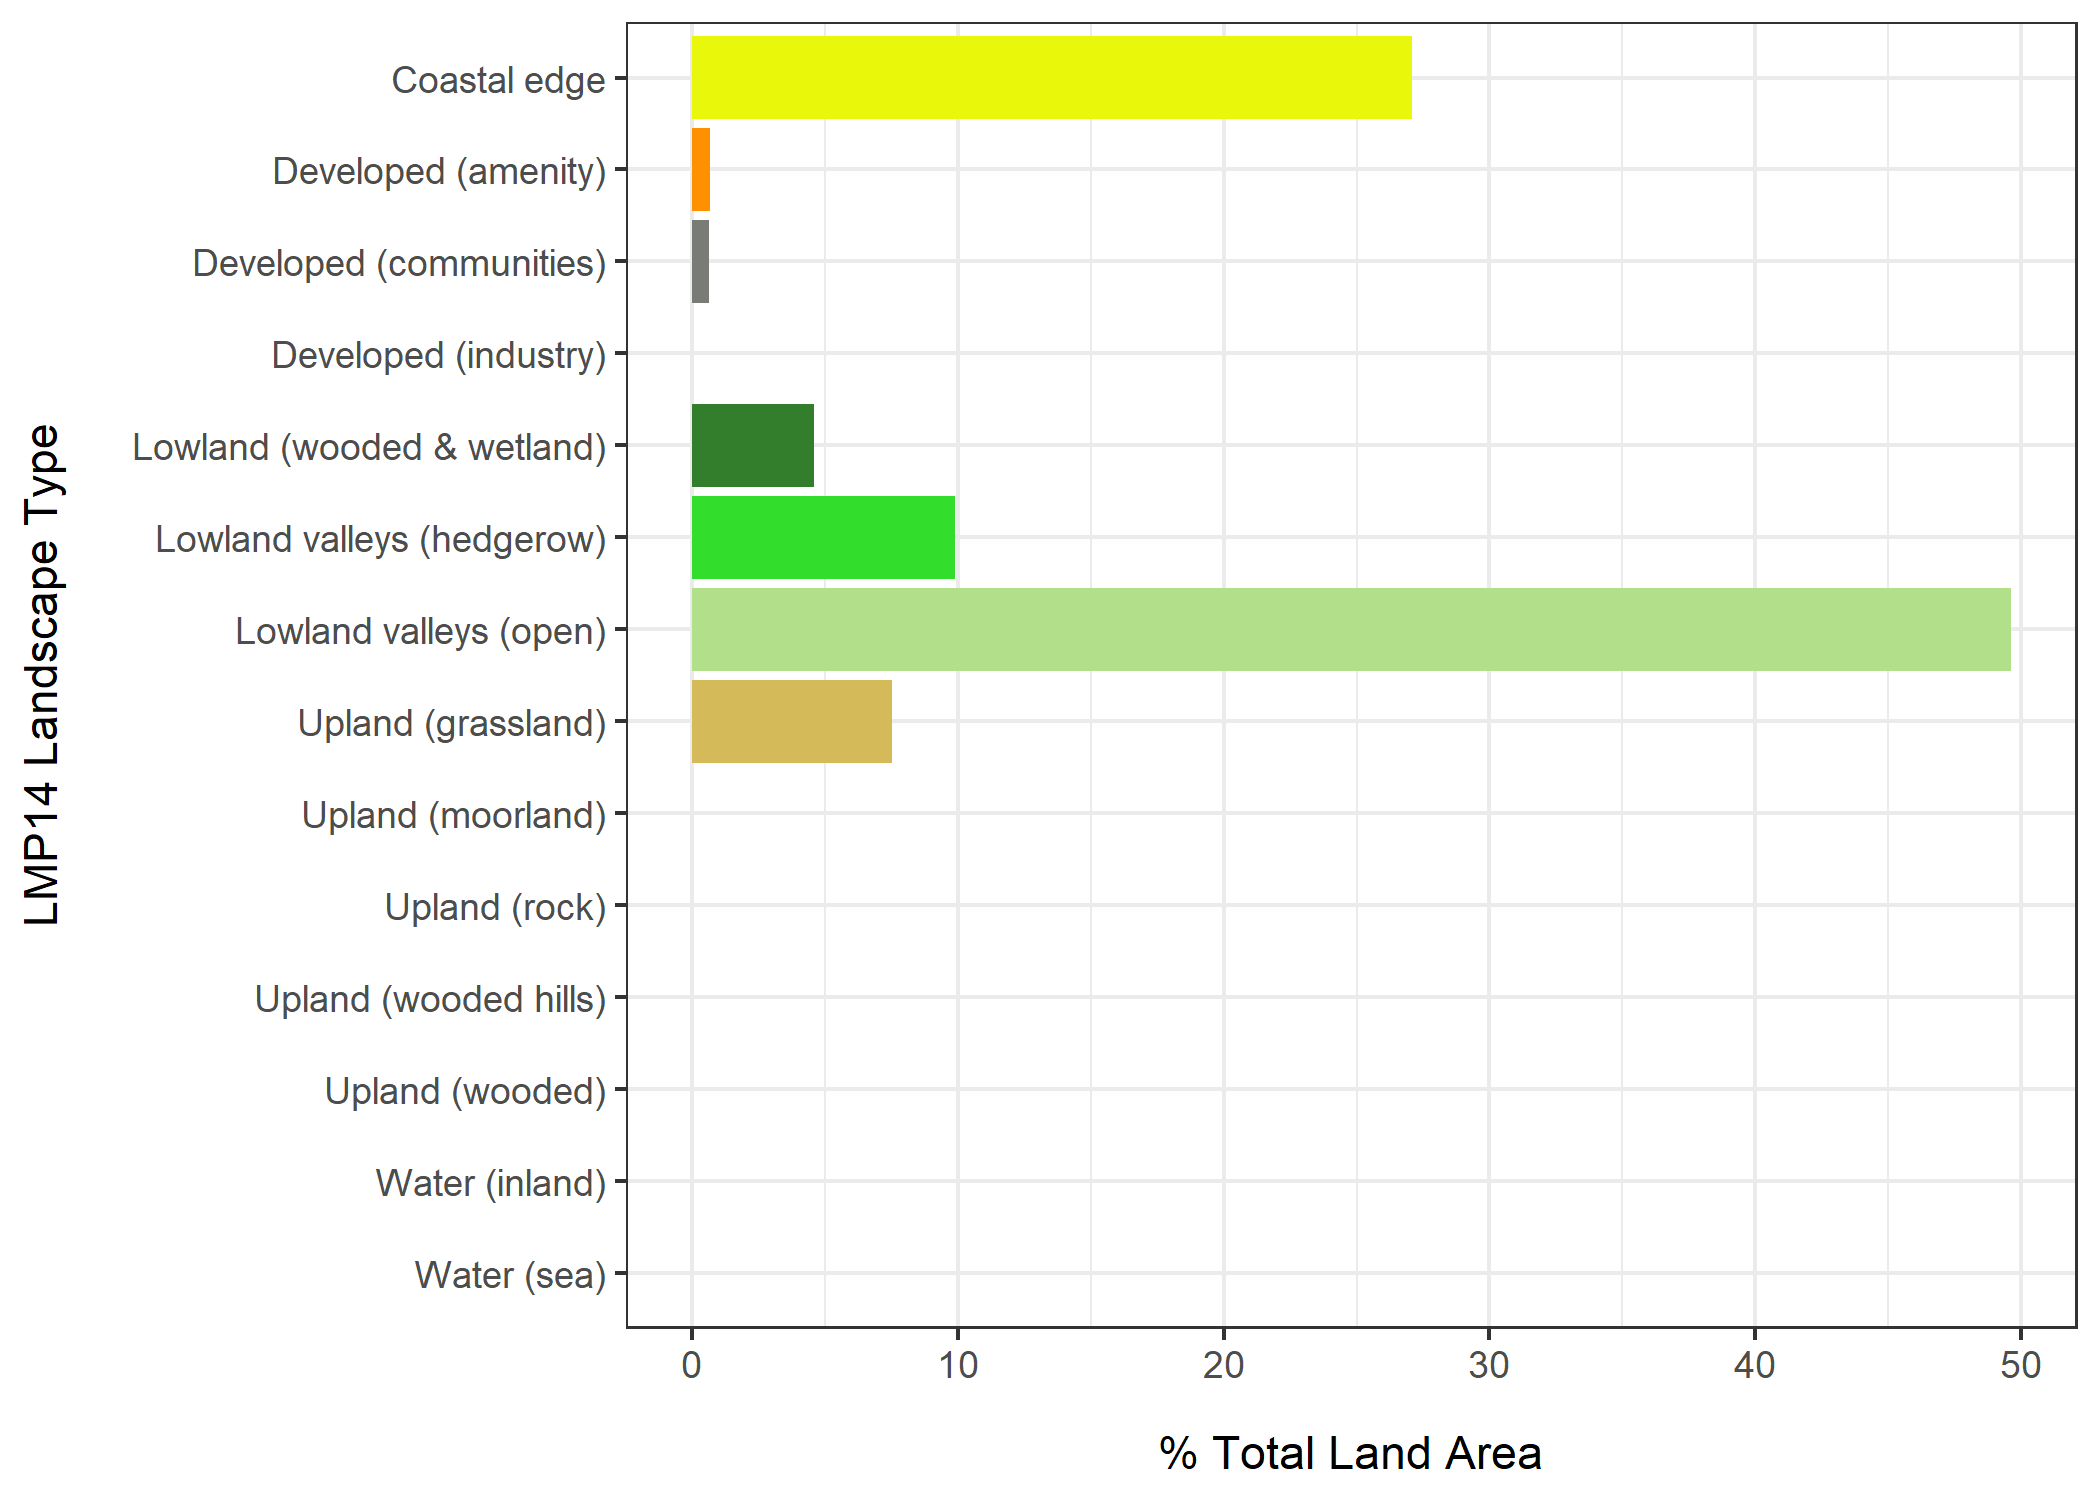 LMP14 Landscape Type
Coastal edge
Developed (amenity)
Developed (communities)
Developed (industry)
Lowland (wooded & wetland)
Lowland valleys (hedgerow)
Lowland valleys (open)
Upland (grassland)
Upland (moorland)
Upland (rock)
Upland (wooded hills)
Upland (wooded)
Water (inland)
Water (sea)
0 10 20 30 40 50
% Total Land Area